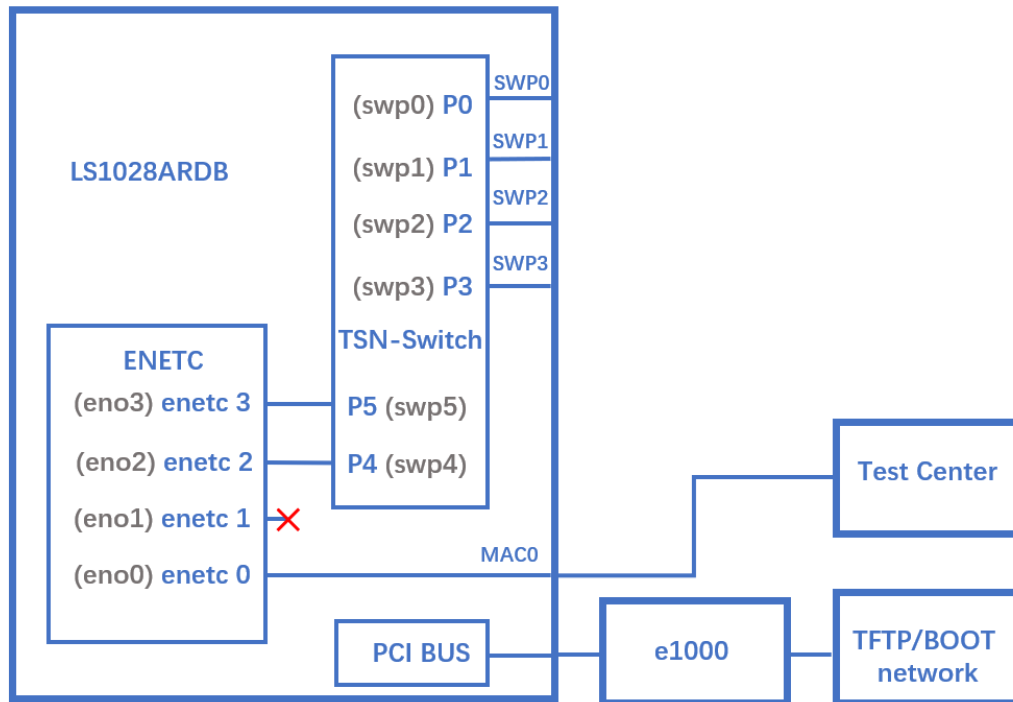 SWP0
(swp0) P0
SWP1
LS1028ARDB
(swp1) P1
SWP2
(swp2) P2
SWP3
(swp3) P3
TSN-Switch
ENETC
(eno3) enetc 3
P5 (swp5)
(eno2) enetc 2
P4 (swp4)
Test Center
(eno1) enetc 1
MAC0
(eno0) enetc 0
PCI BUS
e1000
TFTP/BOOT
network